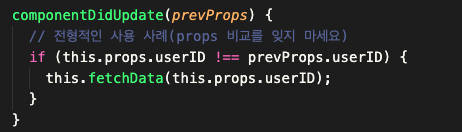 componentDidUpdate(prevProps) {
  // 전형적인 사용 사례(props 비교를 잊지 마세요)
  if (this.props.userID !== prevProps.userID) {
    this.fetchData(this.props.userID);
  }
}